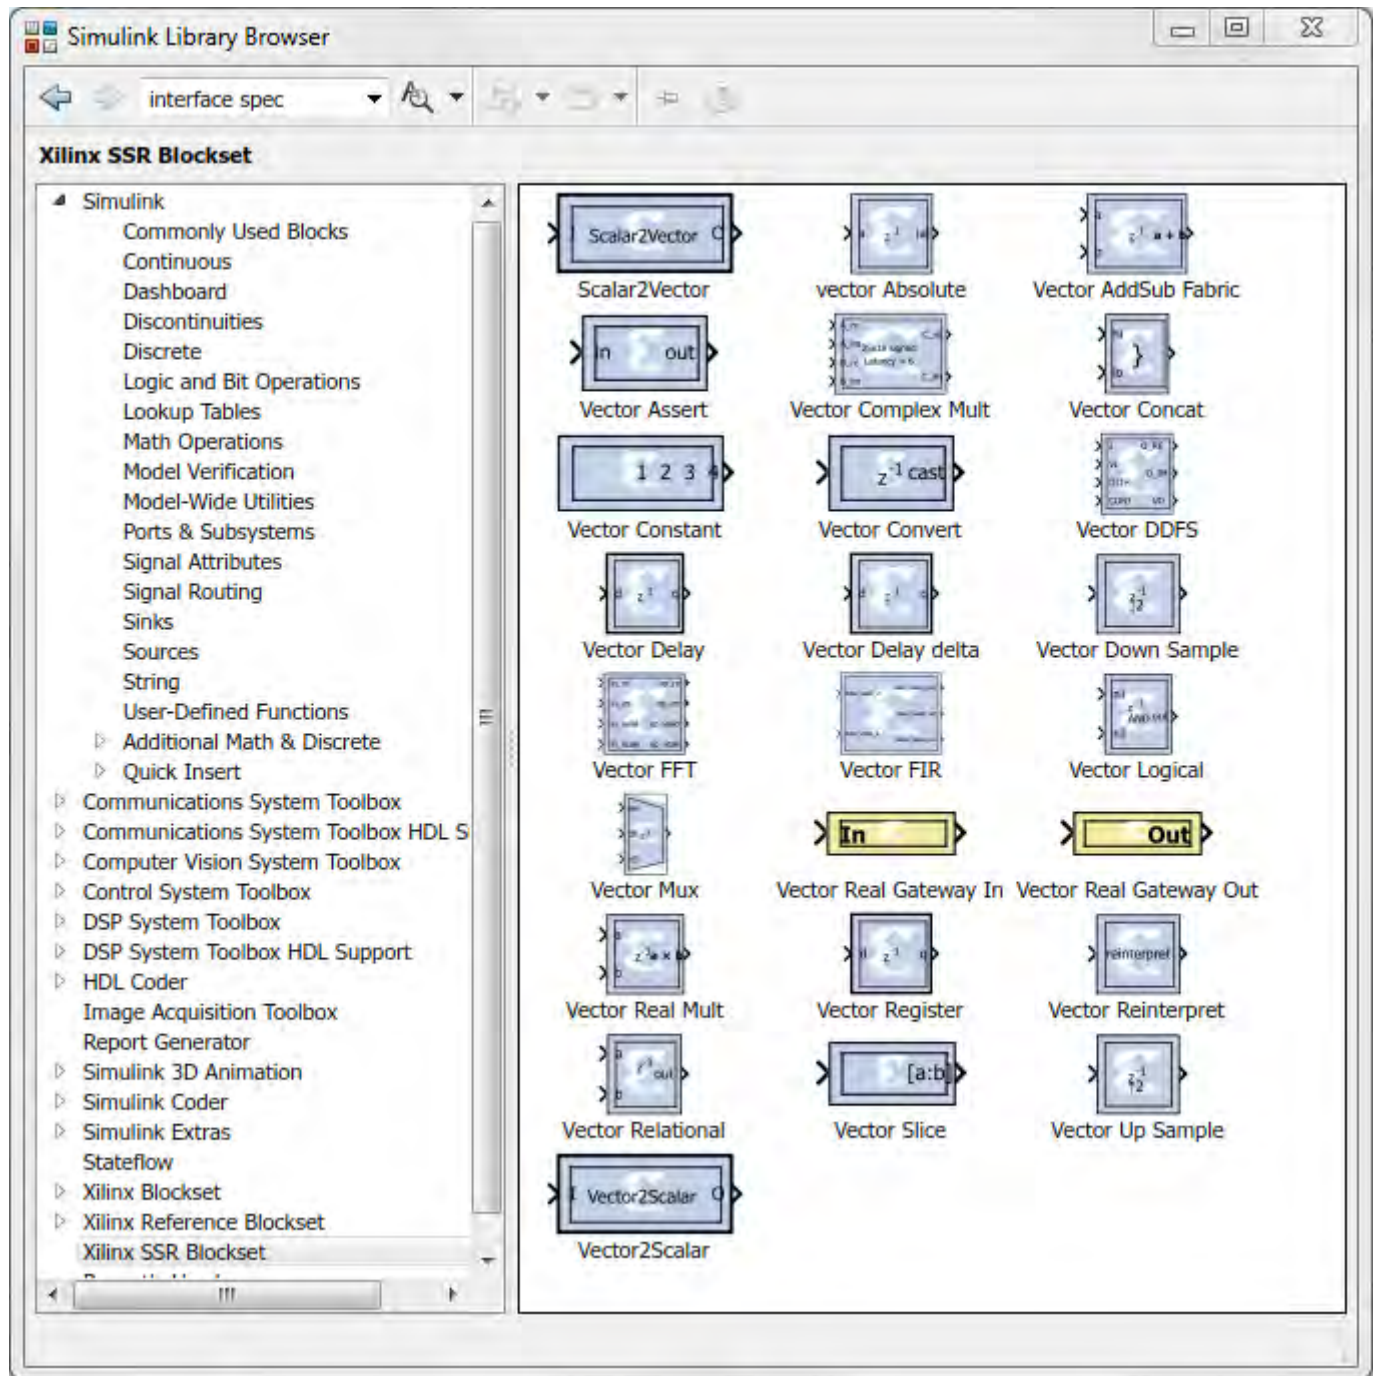 Simulink Library Browser
interface spec
Xilinx SSR Blockset
Simulink
Commonly Used Blocks
Continuous
Dashboard
Discontinuities
Discrete
Logic and Bit Operations
Lookup Tables
Math Operations
Model Verification
Model-Wide Utilities
Ports & Subsystems
Signal Attributes
Signal Routing
Sinks
Sources
String
User-Defined Functions
Additional Math & Discrete
Quick Insert
Communications System Toolbox
Communications System Toolbox HDL S
Computer Vision System Toolbox
Control System Toolbox
DSP System Toolbox
DSP System Toolbox HDL Support
HDL Coder
Image Acquisition Toolbox
Report Generator
Simulink 3D Animation
Simulink Coder
Simulink Extras
Stateflow
Xilinx Blockset
Xilinx Reference Blockset
Xilinx SSR Blockset
Scalar2Vector
Scalar2Vector
vector Absolute
a + b
Vector AddSub Fabric
in out
Vector Assert
Vector Complex Mult
Vector Concat
1 2 3 4
Vector Constant
z⁻¹ cast
Vector Convert
Vector DDFS
d z⁻¹ q
Vector Delay
d z⁻¹ q
Vector Delay delta
Vector Down Sample
Vector FFT
Vector FIR
Vector Logical
Vector Mux
In
Vector Real Gateway In
Out
Vector Real Gateway Out
Vector Real Mult
d z⁻¹ q
Vector Register
reinterpret
Vector Reinterpret
Vector Relational
[a:b]
Vector Slice
Vector Up Sample
I Vector2Scalar O
Vector2Scalar